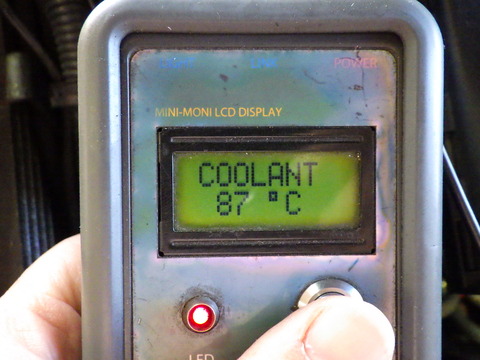 POWER
MINI-MONI LCD DISPLAY
COOLANT
87 °C
LED